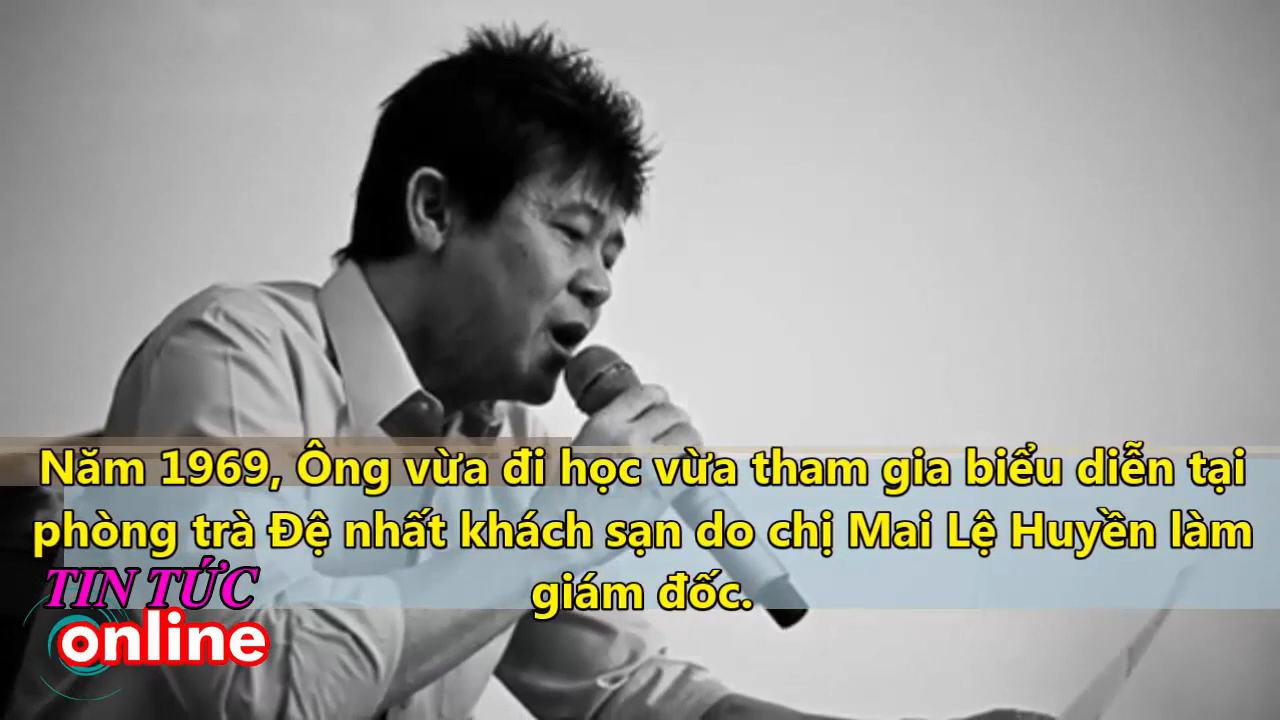 Năm 1969, Ông vừa đi học vừa tham gia biểu diễn tại
phòng trà Đệ nhất khách sạn do chị Mai Lệ Huyền làm
giám đốc.
TIN TỨC
online